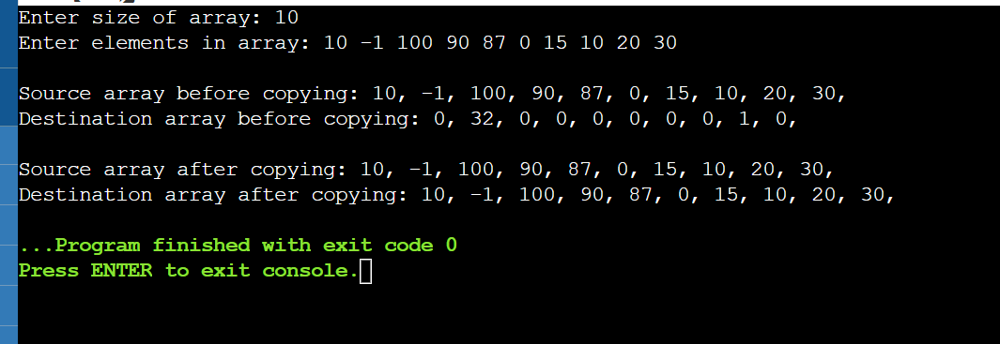 Enter size of array: 10
Enter elements in array: 10 -1 100 90 87 0 15 10 20 30
Source array before copying: 10, -1, 100, 90, 87, 0, 15, 10, 20, 30,
Destination array before copying: 0, 32, 0, 0, 0, 0, 0, 0, 1, 0,
Source array after copying: 10, -1, 100, 90, 87, 0, 15, 10, 20, 30,
Destination array after copying: 10, -1, 100, 90, 87, 0, 15, 10, 20, 30,
...Program finished with exit code 0
Press ENTER to exit console.